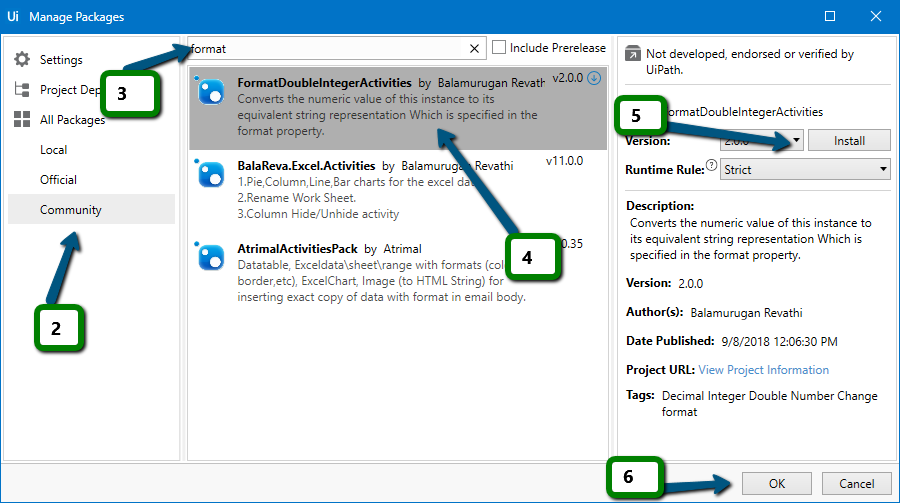 Ui Manage Packages
Settings
Project Dep
All Packages
Local
Official
Community
format
Include Prerelease
FormatDoubleIntegerActivities by Balamurugan Revath
v2.0.0
Converts the numeric value of this instance to its
equivalent string representation Which is specified in the
format property.
BalaReva.Excel.Activities by Balamurugan Revathi
v11.0.0
1.Pie,Column,Line,Bar charts for the excel da
2.Rename Work Sheet.
3.Column Hide/Unhide activity
AtrimalActivitiesPack by Atrimal
0.35
Datatable, Exceldata\sheet\range with formats (col
border,etc), ExcelChart, Image (to HTML String) for
inserting exact copy of data with format in email body.
Not developed, endorsed or verified by
UiPath.
ormatDoubleIntegerActivities
Version:
2.0.0
Install
Runtime Rule:
?
Strict
Description:
Converts the numeric value of this instance to
its equivalent string representation Which is
specified in the format property.
Version: 2.0.0
Author(s): Balamurugan Revathi
Date Published: 9/8/2018 12:06:30 PM
Project URL: View Project Information
Tags: Decimal Integer Double Number Change
format
OK
Cancel
2
3
4
5
6